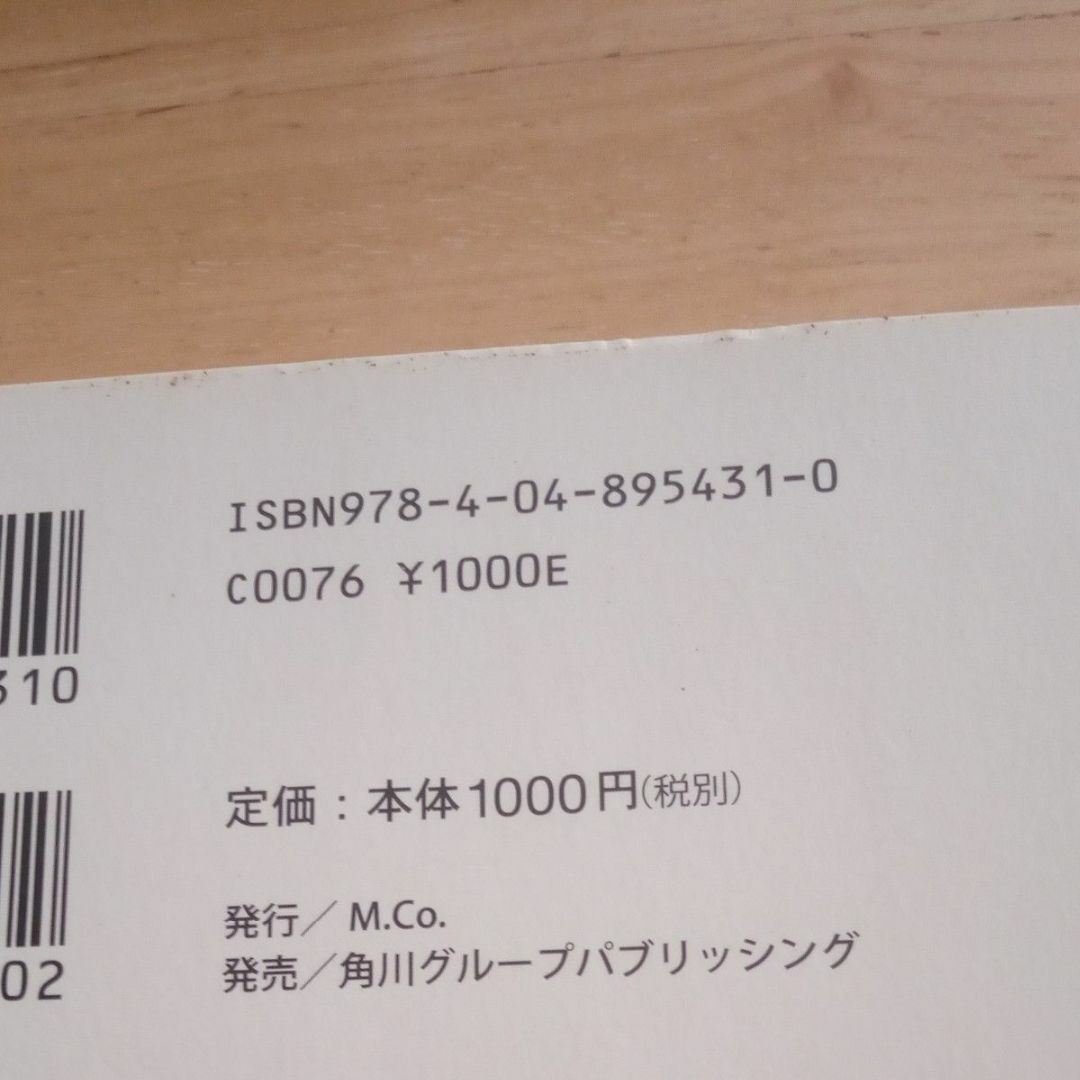 ISBN978-4-04-895431-0
C0076 ¥1000E
310
定価：本体1000円(税別)
発行／M.Co.
発売／角川グループパブリッシング
02